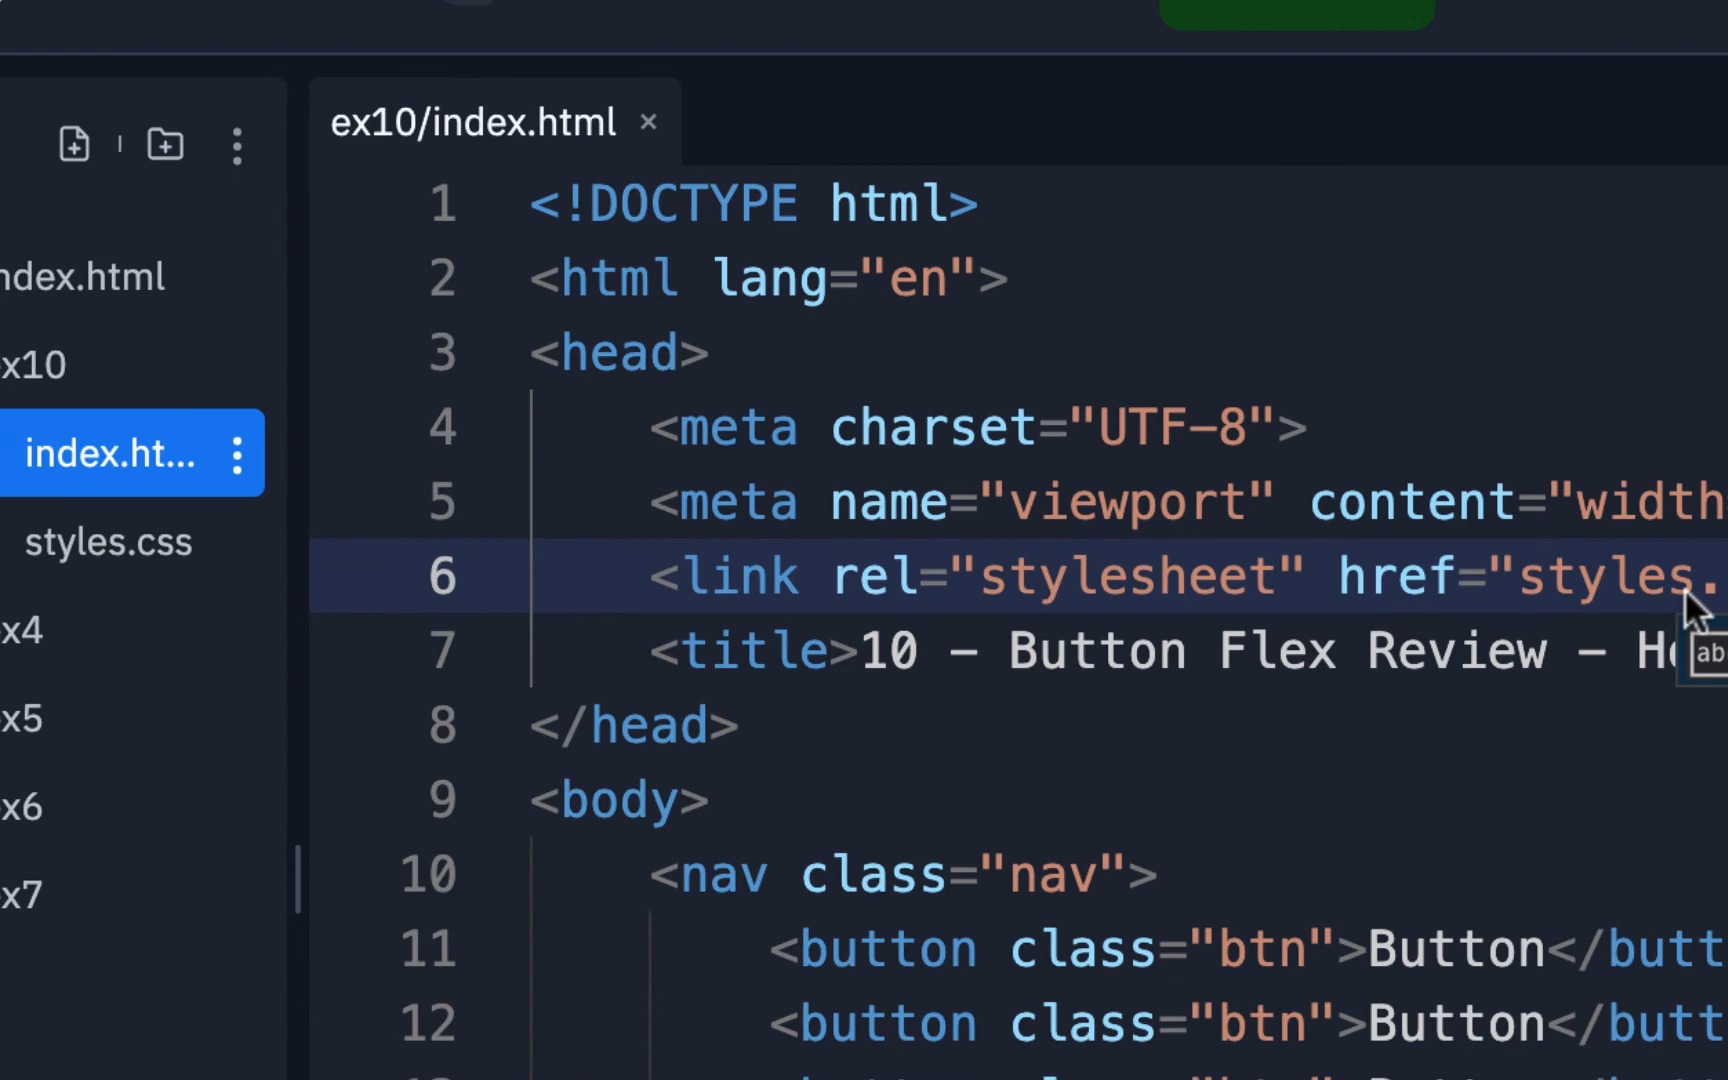 ex10/index.html ×
ndex.html
x10
index.ht...
styles.css
x4
x5
x6
x7
1 <!DOCTYPE html>
2 <html lang="en">
3 <head>
4 <meta charset="UTF-8">
5 <meta name="viewport" content="width
6 <link rel="stylesheet" href="styles.
7 <title>10 - Button Flex Review - H
8 </head>
9 <body>
10 <nav class="nav">
11 <button class="btn">Button</butt
12 <button class="btn">Button</butt
ab